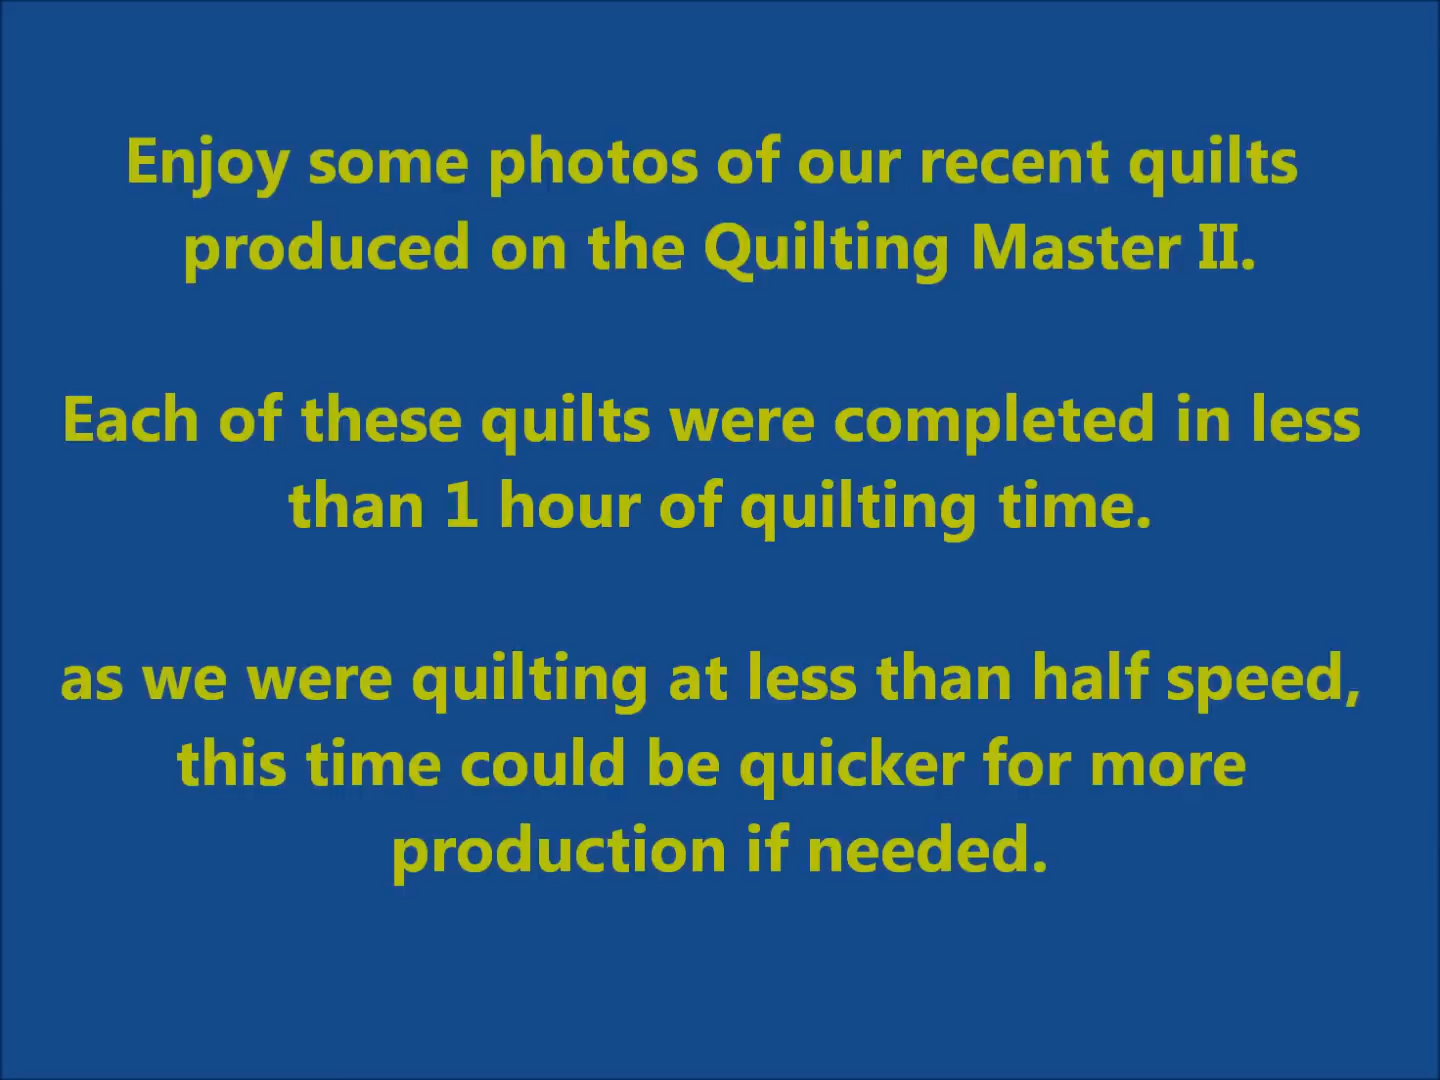 Enjoy some photos of our recent quilts
produced on the Quilting Master II.
Each of these quilts were completed in less
than 1 hour of quilting time.
as we were quilting at less than half speed,
this time could be quicker for more
production if needed.